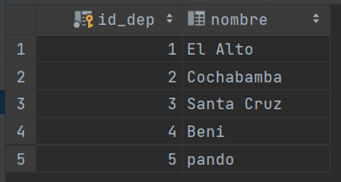 id_dep nombre
1 1 El Alto
2 2 Cochabamba
3 3 Santa Cruz
4 4 Beni
5 5 pando